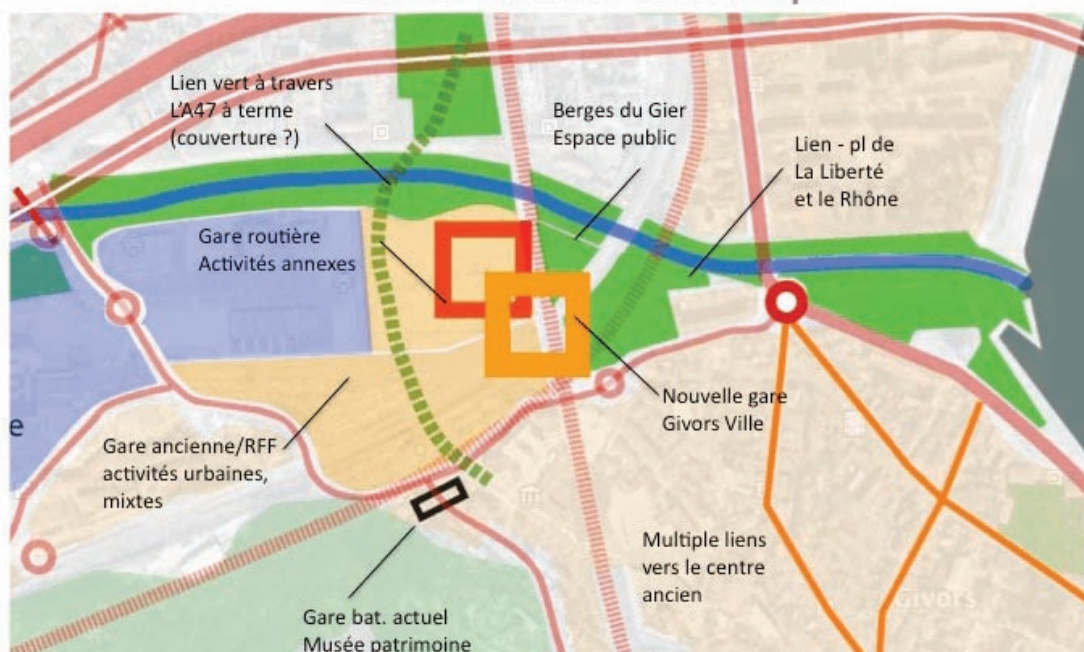 Lien vert à travers
L'A47 à terme
(couverture ?)
Berges du Gier
Espace public
Lien - pl de
La Liberté
et le Rhône
Gare routière
Activités annexes
Nouvelle gare
Givors Ville
e
Gare ancienne/RFF
activités urbaines,
mixtes
Multiple liens
vers le centre
ancien
Givors
Gare bat. actuel
Musée patrimoine